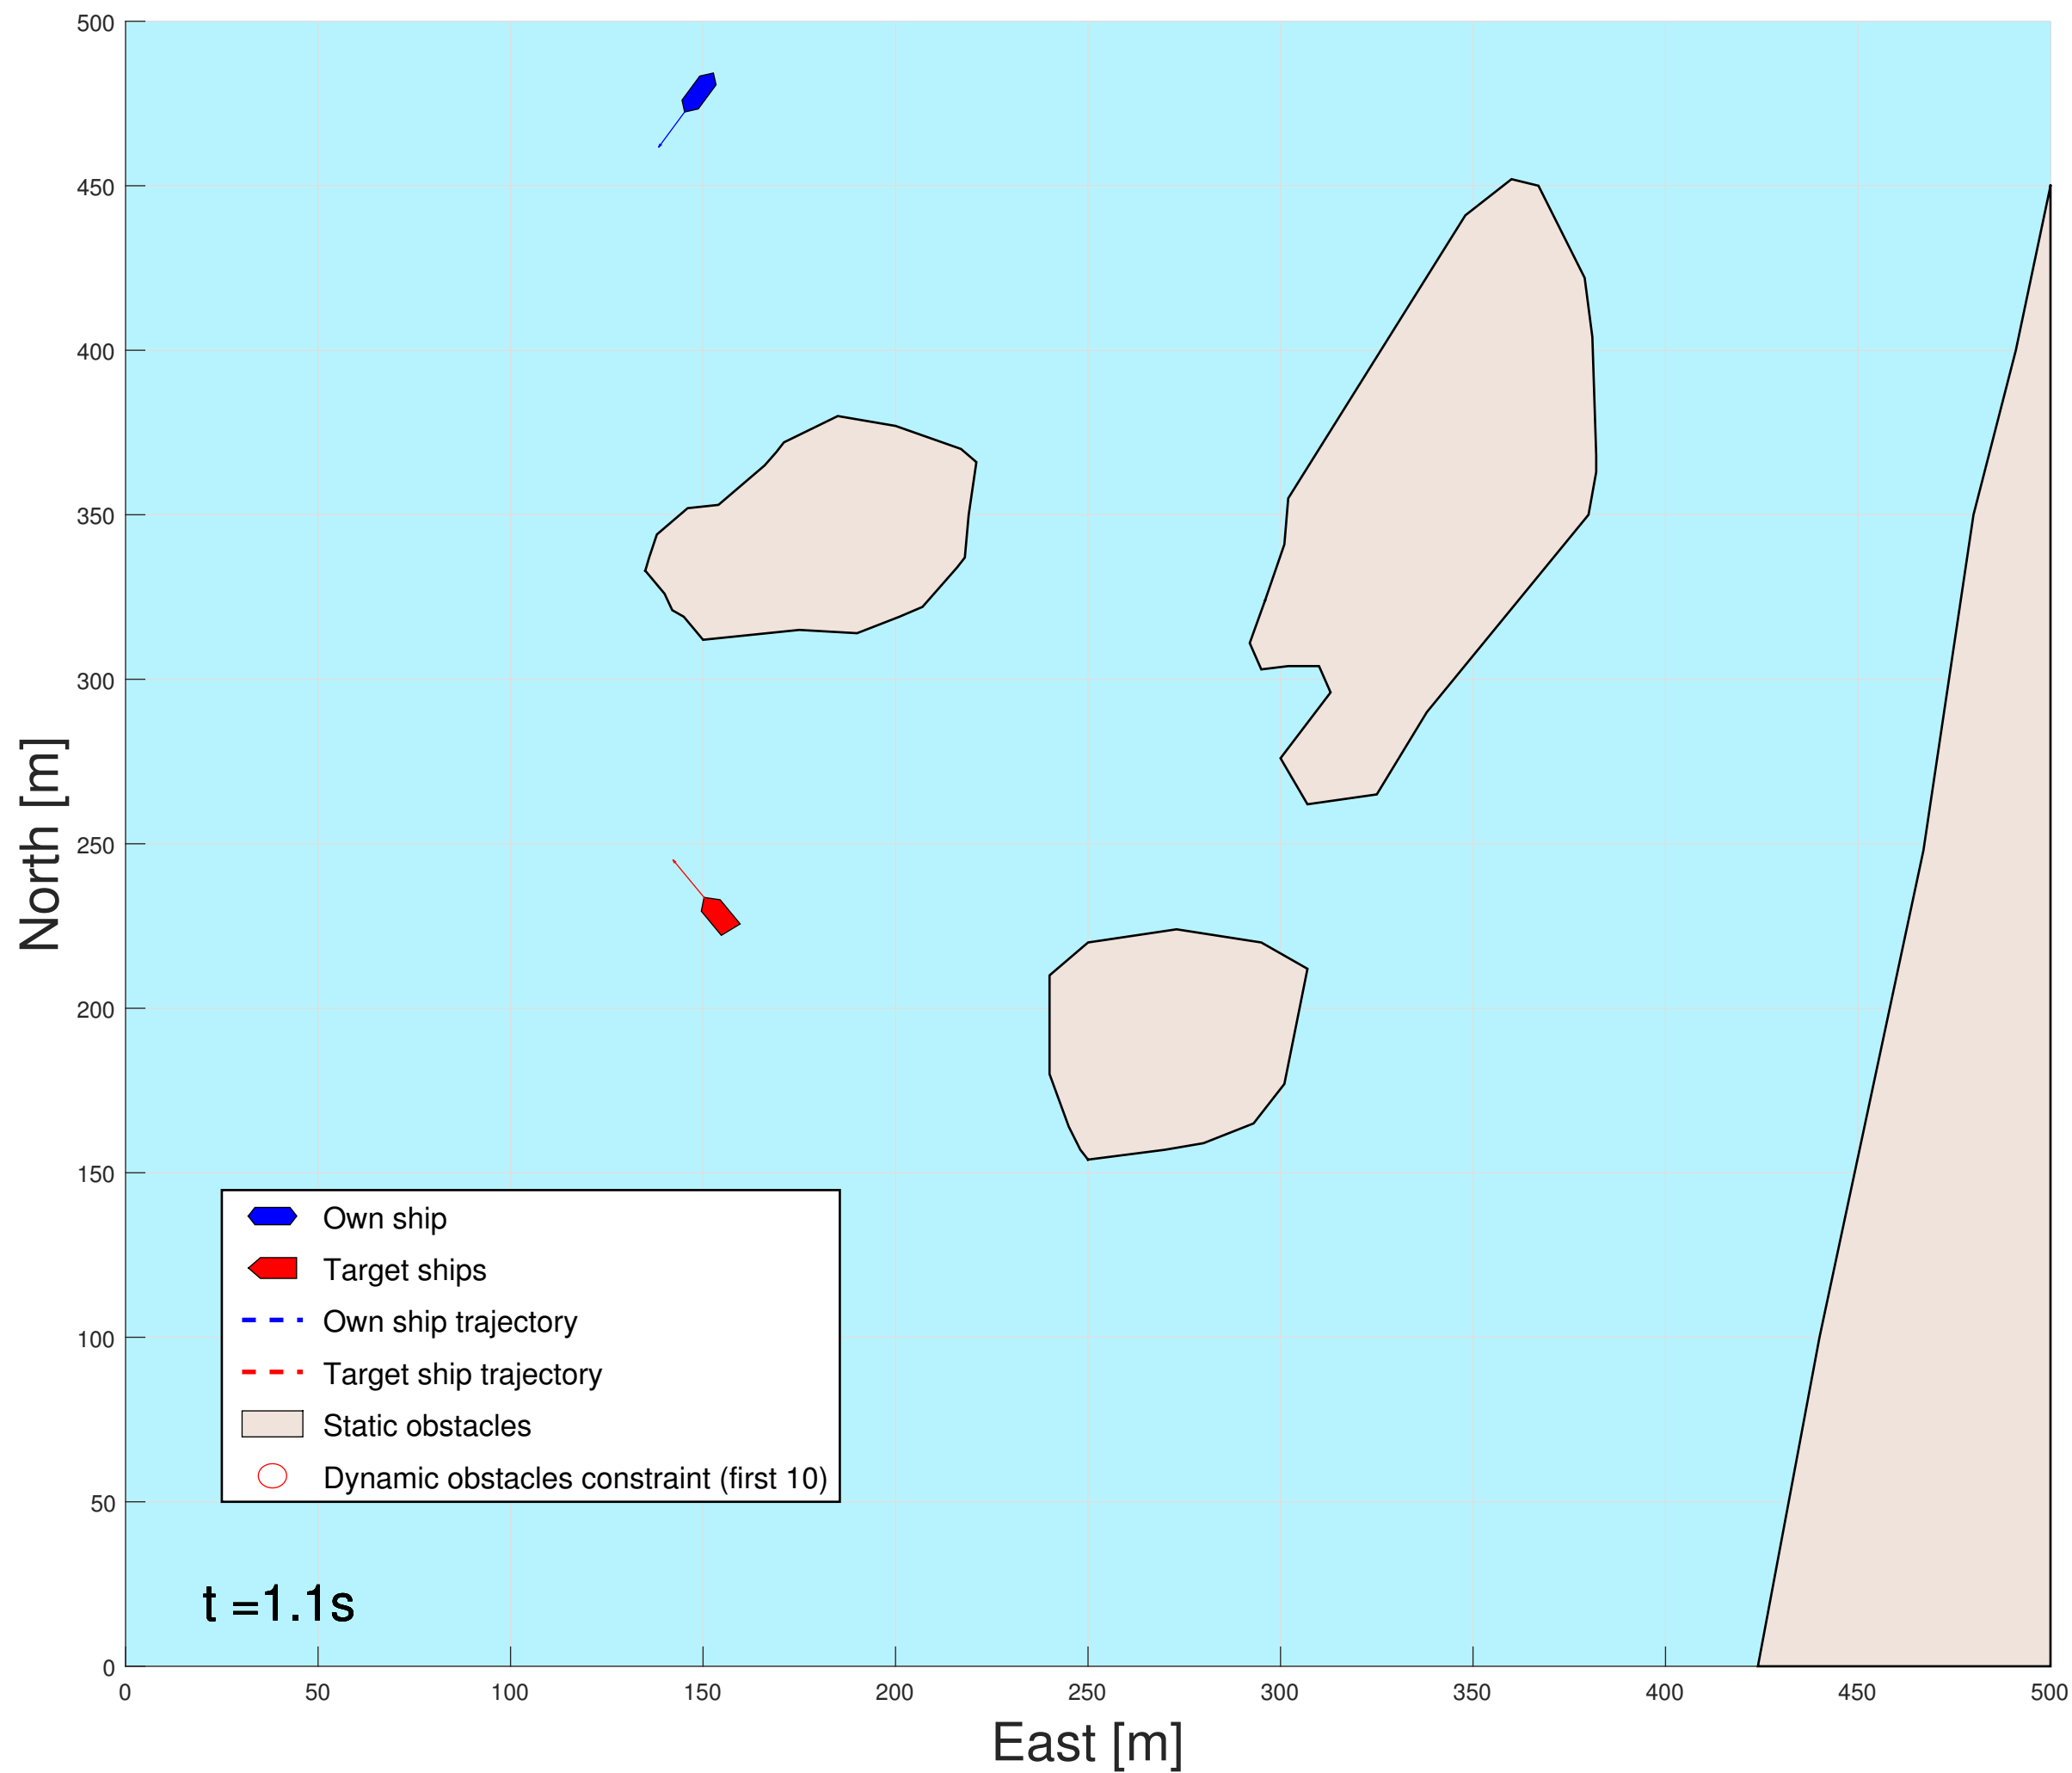 500
450
400
350
300
250
200
150
100
50
0
North [m]
Own ship
Target ships
Own ship trajectory
Target ship trajectory
Static obstacles
Dynamic obstacles constraint (first 10)
t =1.1s
0 50 100 150 200 250 300 350 400 450 500
East [m]